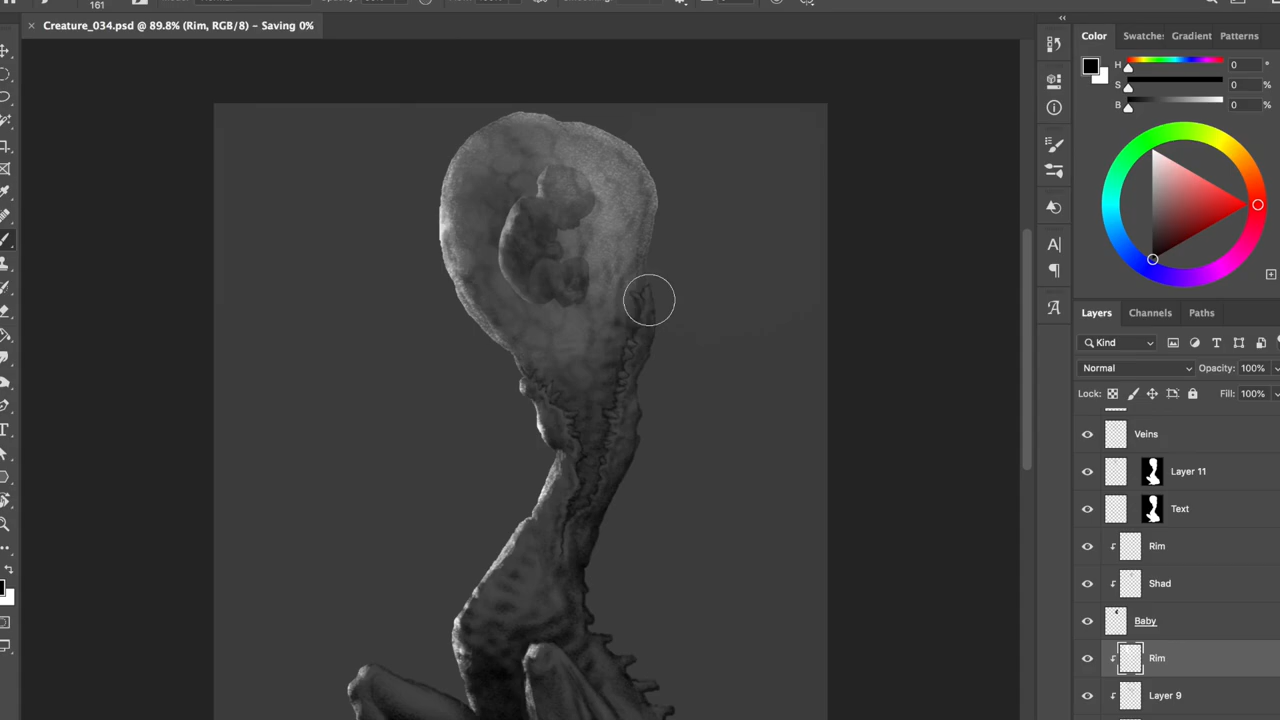 161
Creature_034.psd @ 89.8% (Rim, RGB/8) – Saving 0%
Color Swatches Gradient Patterns
H 0 °
S 0 %
B 0 %
Layers Channels Paths
Kind
Normal Opacity: 100%
Lock: Fill: 100%
Veins
Layer 11
Text
Rim
Shad
Baby
Rim
Layer 9